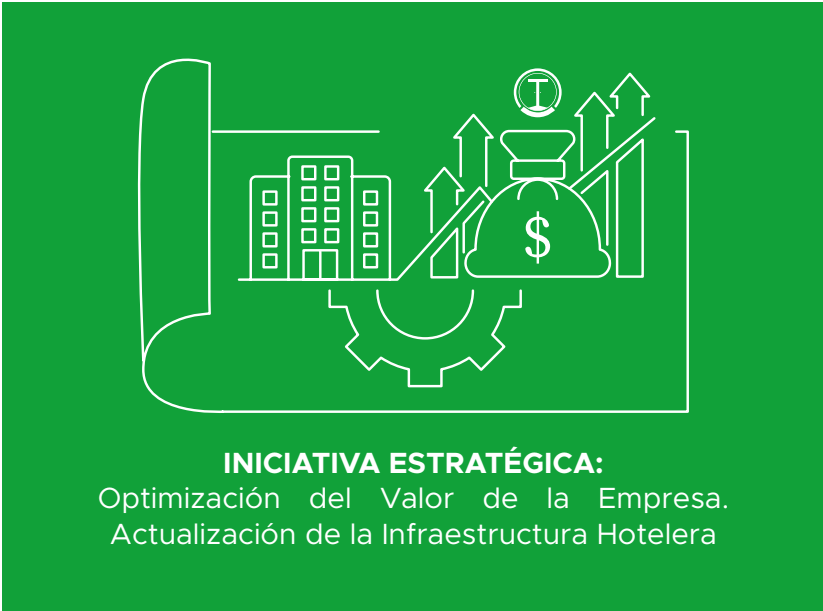 $
INICIATIVA ESTRATÉGICA:
Optimización del Valor de la Empresa.
Actualización de la Infraestructura Hotelera